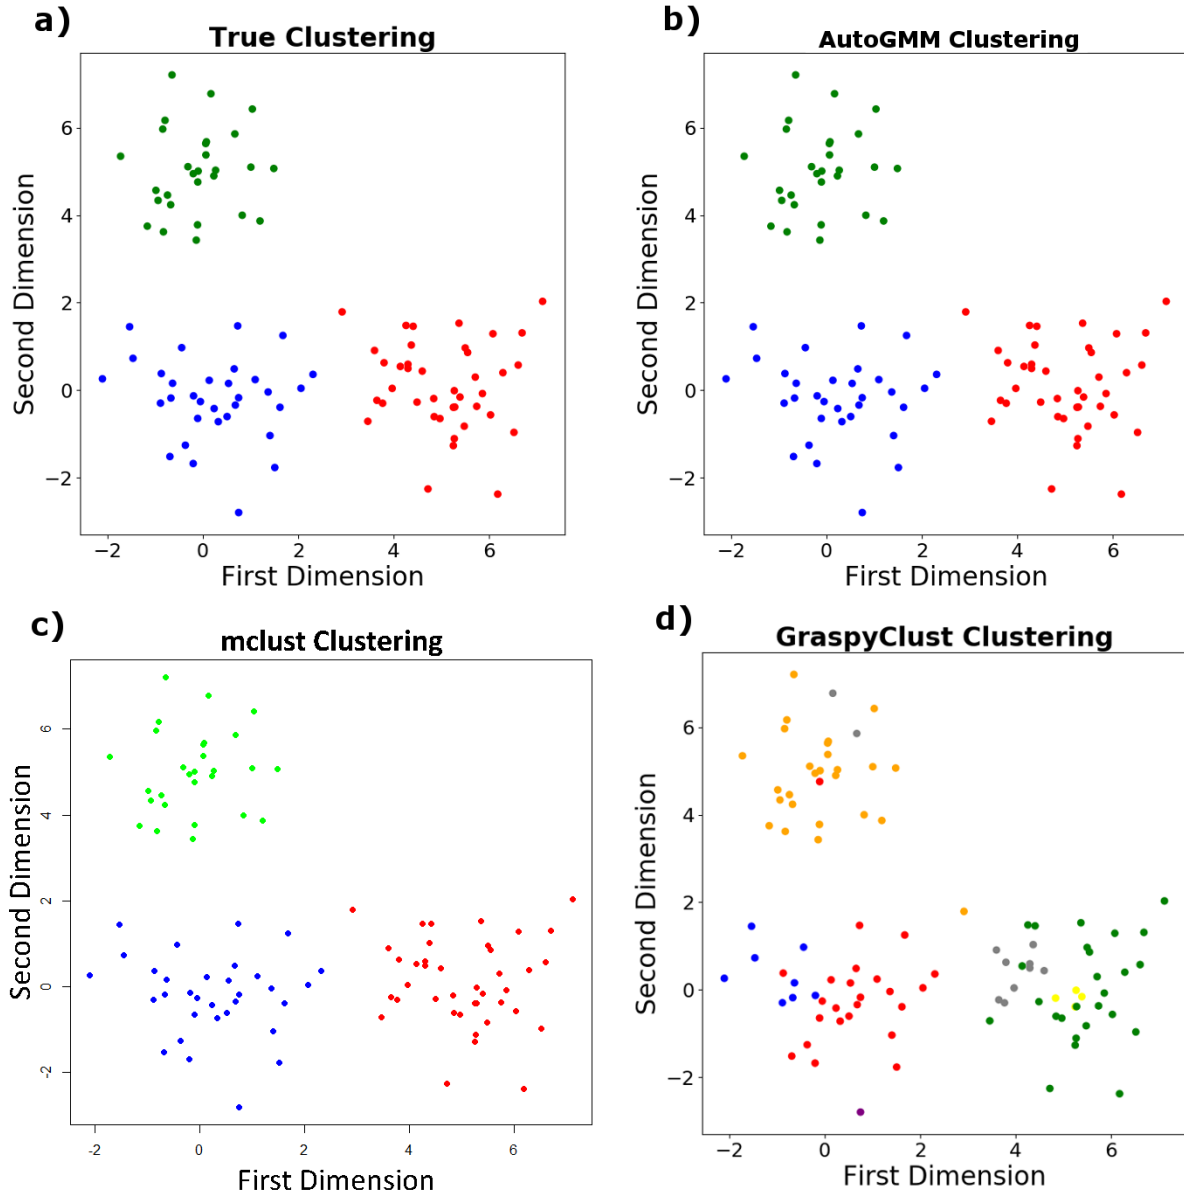 a)
True Clustering
Second Dimension
6
4
2
0
−2
−2 0 2 4 6
First Dimension
b)
AutoGMM Clustering
Second Dimension
6
4
2
0
−2
−2 0 2 4 6
First Dimension
c)
mclust Clustering
Second Dimension
6
4
2
0
-2
-2 0 2 4 6
First Dimension
d)
GraspyClust Clustering
Second Dimension
6
4
2
0
−2
−2 0 2 4 6
First Dimension